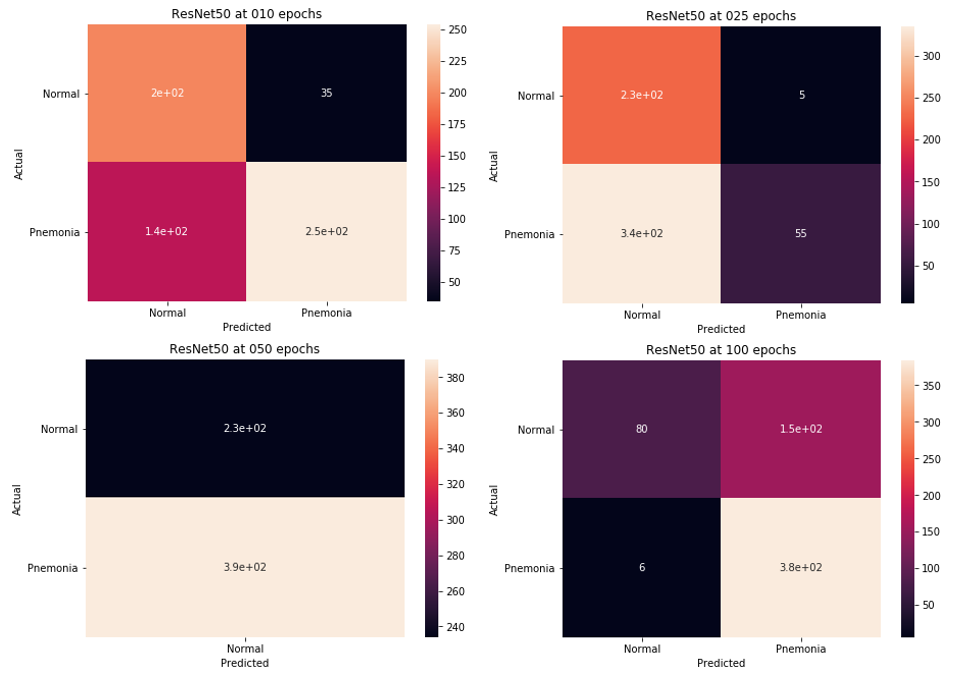 ResNet50 at 010 epochs
Normal
Pnemonia
Actual
2e+02
35
1.4e+02
2.5e+02
Normal
Pnemonia
Predicted
250
225
200
175
150
125
100
75
50
ResNet50 at 025 epochs
Normal
Pnemonia
Actual
2.3e+02
5
3.4e+02
55
Normal
Pnemonia
Predicted
300
250
200
150
100
50
ResNet50 at 050 epochs
Normal
Pnemonia
Actual
2.3e+02
3.9e+02
Normal
Predicted
380
360
340
320
300
280
260
240
ResNet50 at 100 epochs
Normal
Pnemonia
Actual
80
1.5e+02
6
3.8e+02
Normal
Pnemonia
Predicted
350
300
250
200
150
100
50